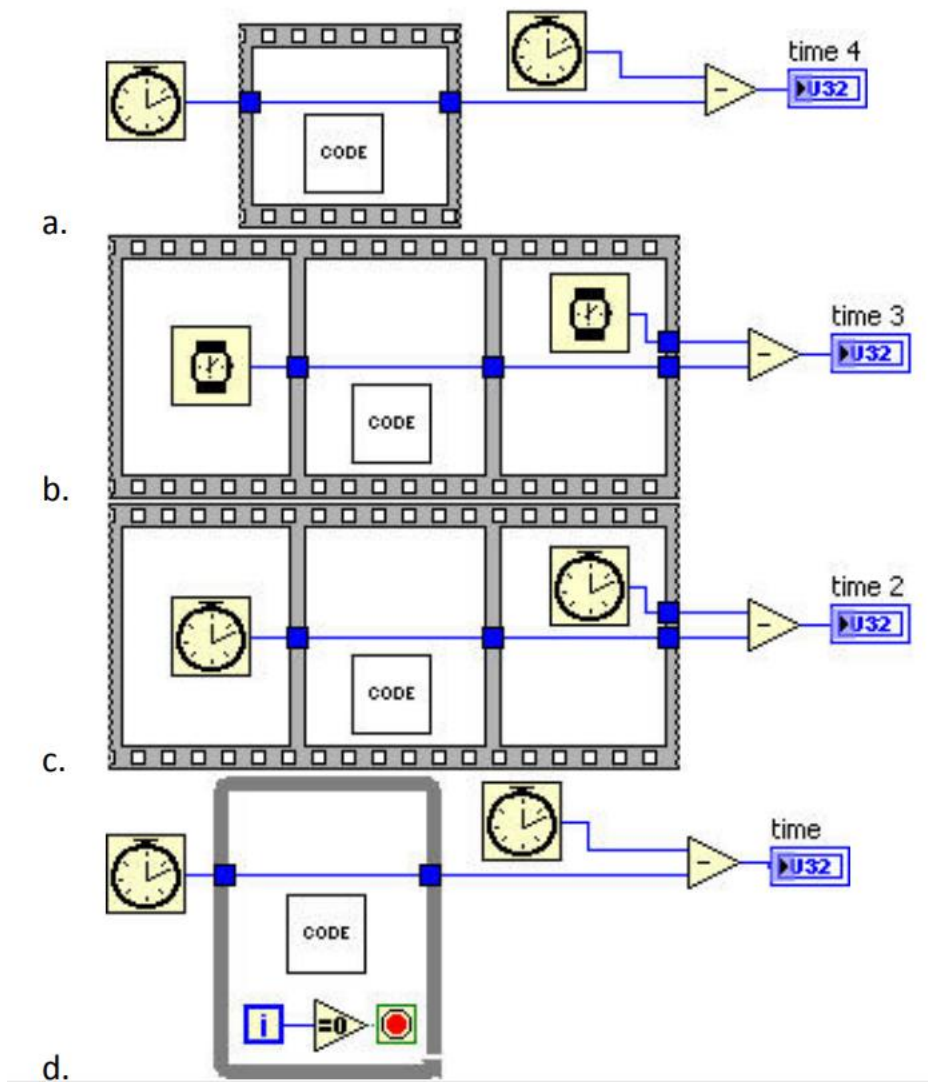 time 4
U32
CODE
a.
time 3
U32
CODE
b.
time 2
U32
CODE
c.
time
U32
CODE
i =0
d.